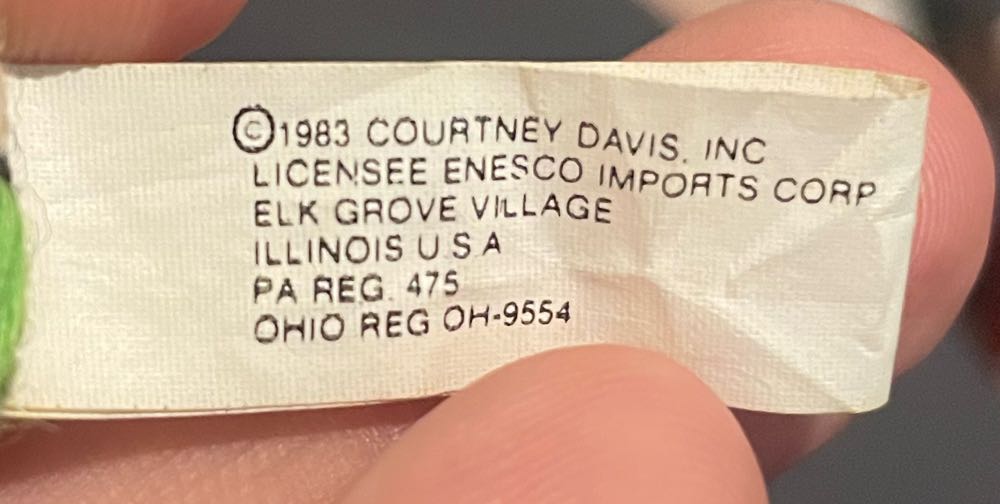 ©1983 COURTNEY DAVIS, INC
LICENSEE ENESCO IMPORTS CORP
ELK GROVE VILLAGE
ILLINOIS U.S.A
PA REG. 475
OHIO REG OH-9554